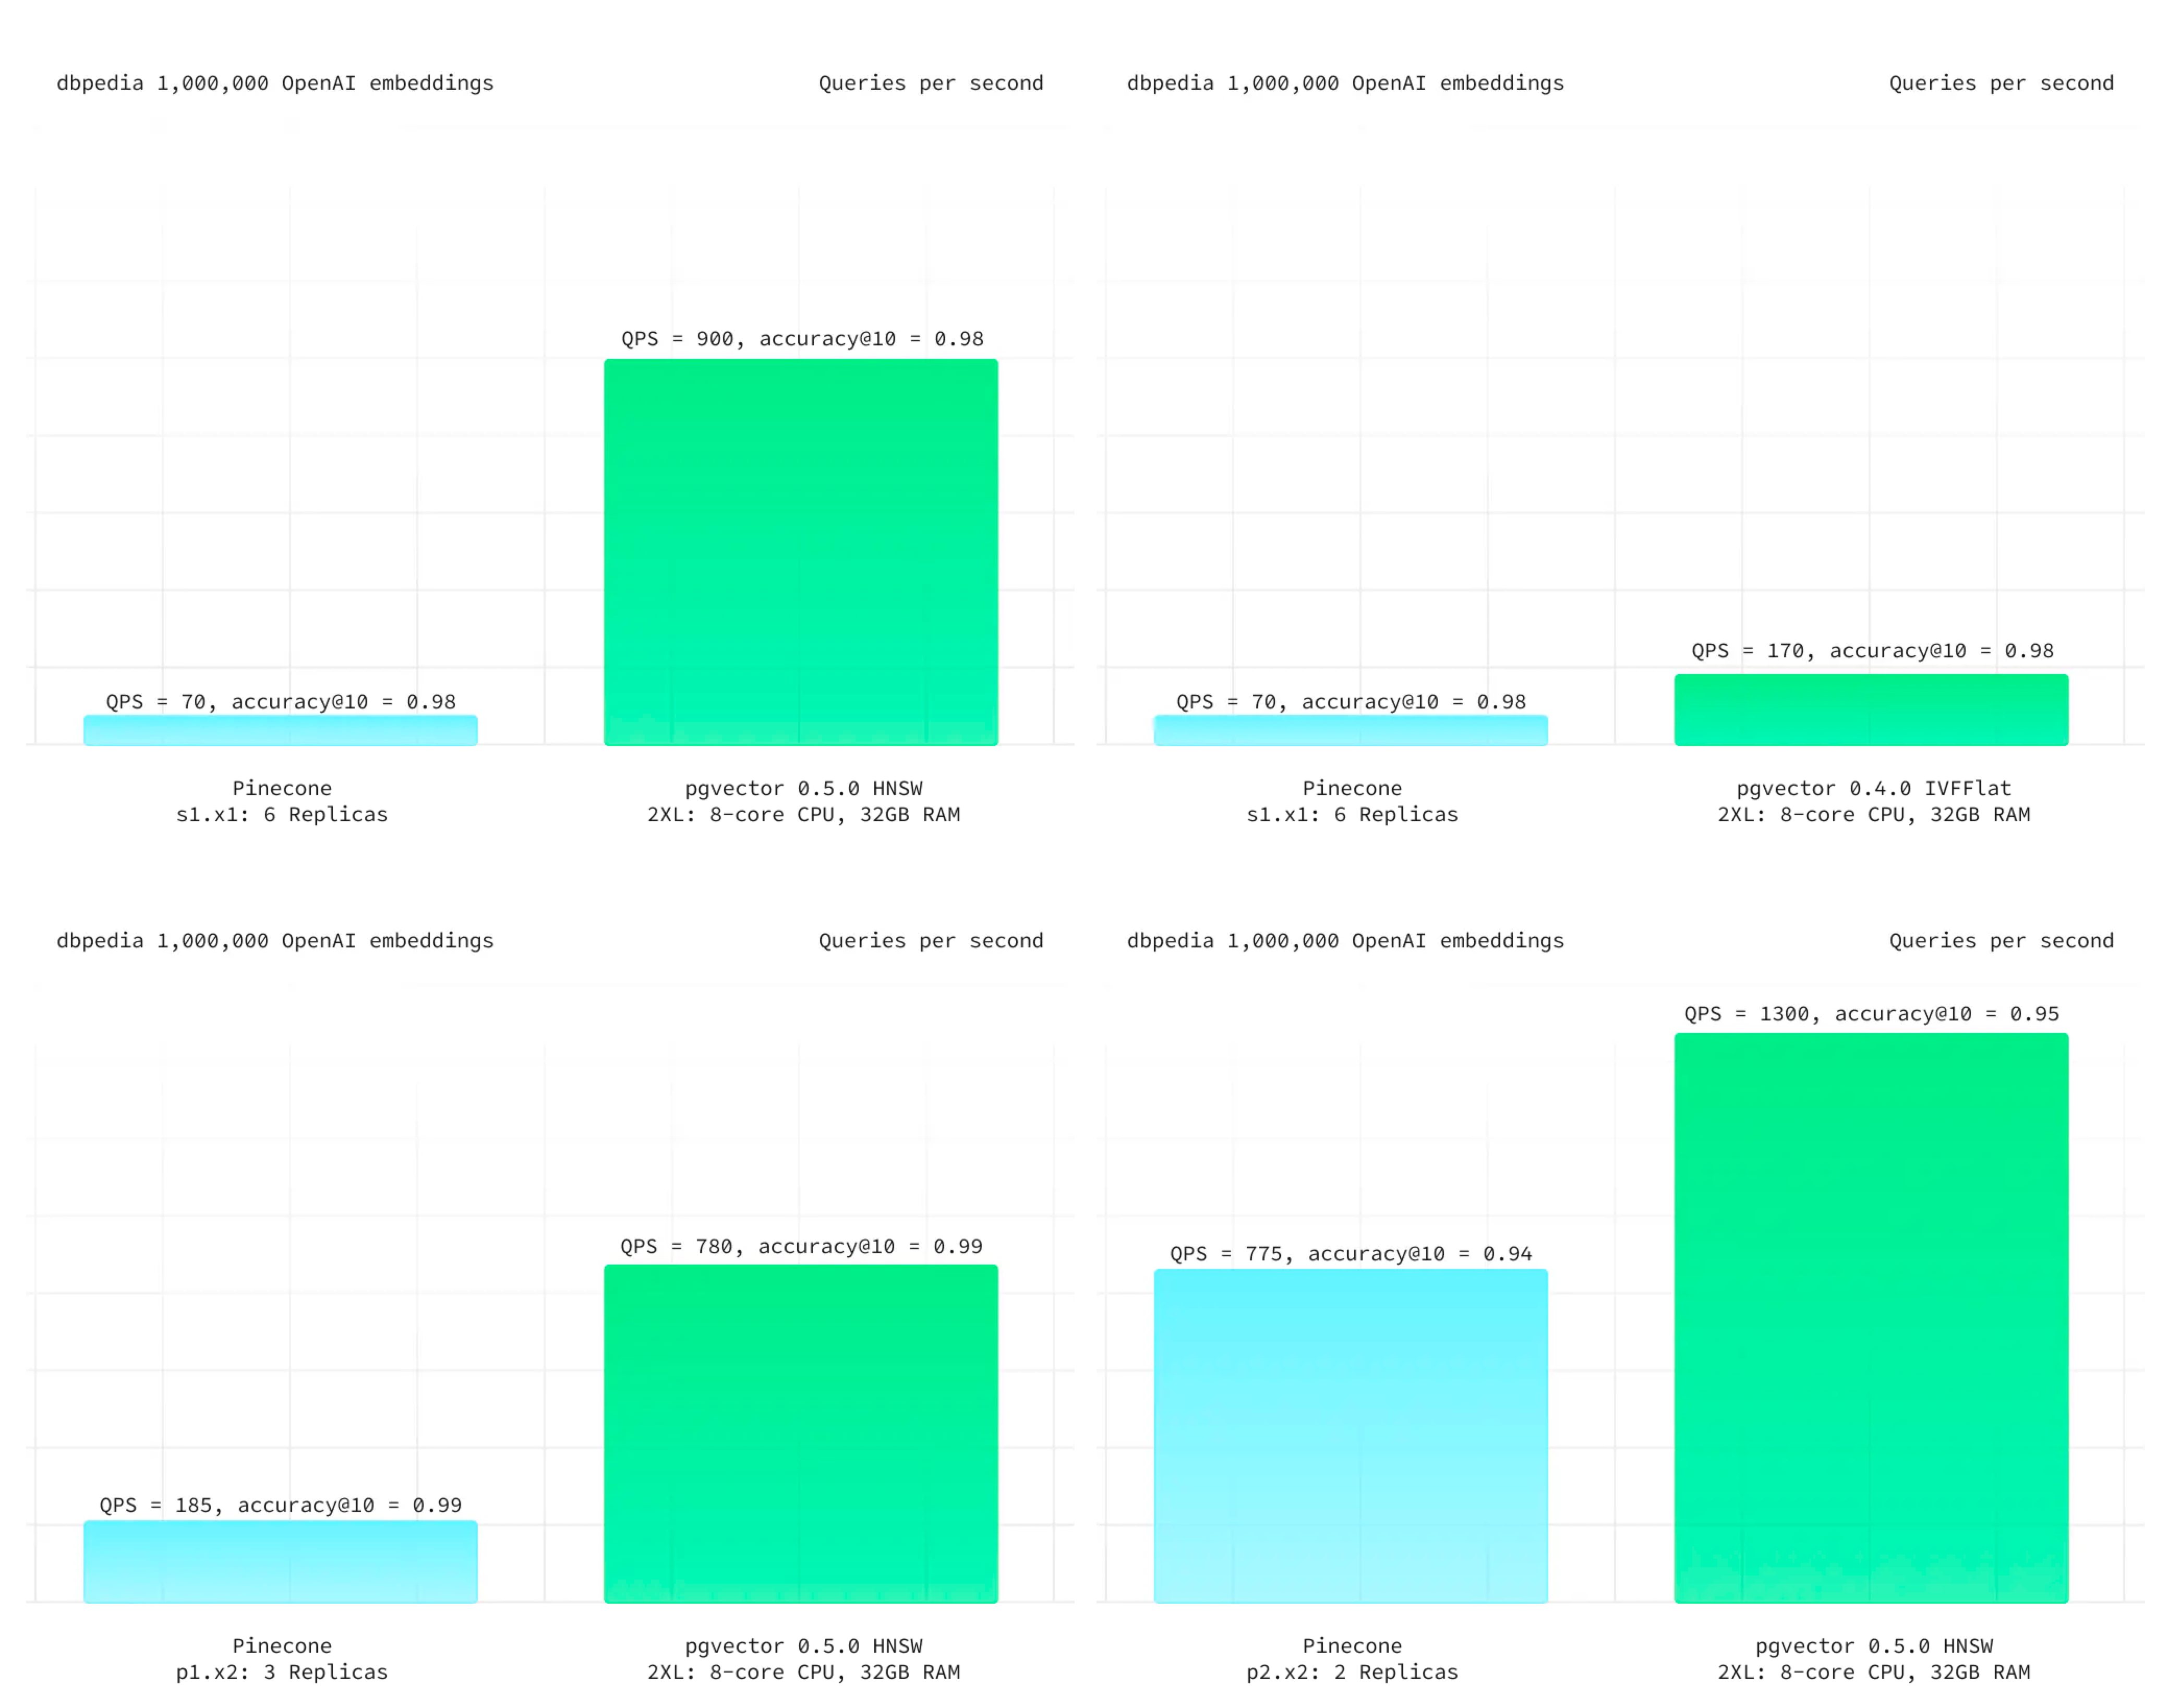 dbpedia 1,000,000 OpenAI embeddings
Queries per second
QPS = 900, accuracy@10 = 0.98
QPS = 70, accuracy@10 = 0.98
Pinecone
s1.x1: 6 Replicas
pgvector 0.5.0 HNSW
2XL: 8-core CPU, 32GB RAM
dbpedia 1,000,000 OpenAI embeddings
Queries per second
QPS = 170, accuracy@10 = 0.98
QPS = 70, accuracy@10 = 0.98
Pinecone
s1.x1: 6 Replicas
pgvector 0.4.0 IVFFlat
2XL: 8-core CPU, 32GB RAM
dbpedia 1,000,000 OpenAI embeddings
Queries per second
QPS = 780, accuracy@10 = 0.99
QPS = 185, accuracy@10 = 0.99
Pinecone
p1.x2: 3 Replicas
pgvector 0.5.0 HNSW
2XL: 8-core CPU, 32GB RAM
dbpedia 1,000,000 OpenAI embeddings
Queries per second
QPS = 1300, accuracy@10 = 0.95
QPS = 775, accuracy@10 = 0.94
Pinecone
p2.x2: 2 Replicas
pgvector 0.5.0 HNSW
2XL: 8-core CPU, 32GB RAM